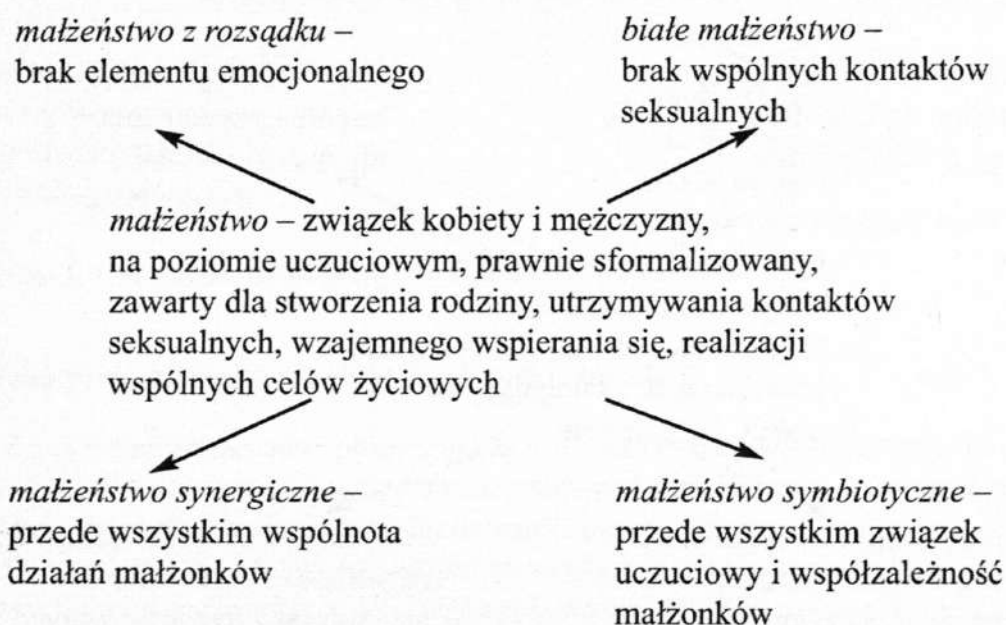 małżeństwo z rozsądku –
brak elementu emocjonalnego
białe małżeństwo –
brak wspólnych kontaktów
seksualnych
małżeństwo – związek kobiety i mężczyzny,
na poziomie uczuciowym, prawnie sformalizowany,
zawarty dla stworzenia rodziny, utrzymywania kontaktów
seksualnych, wzajemnego wspierania się, realizacji
wspólnych celów życiowych
małżeństwo synergiczne –
przede wszystkim wspólnota
działań małżonków
małżeństwo symbiotyczne –
przede wszystkim związek
uczuciowy i współzależność
małżonków